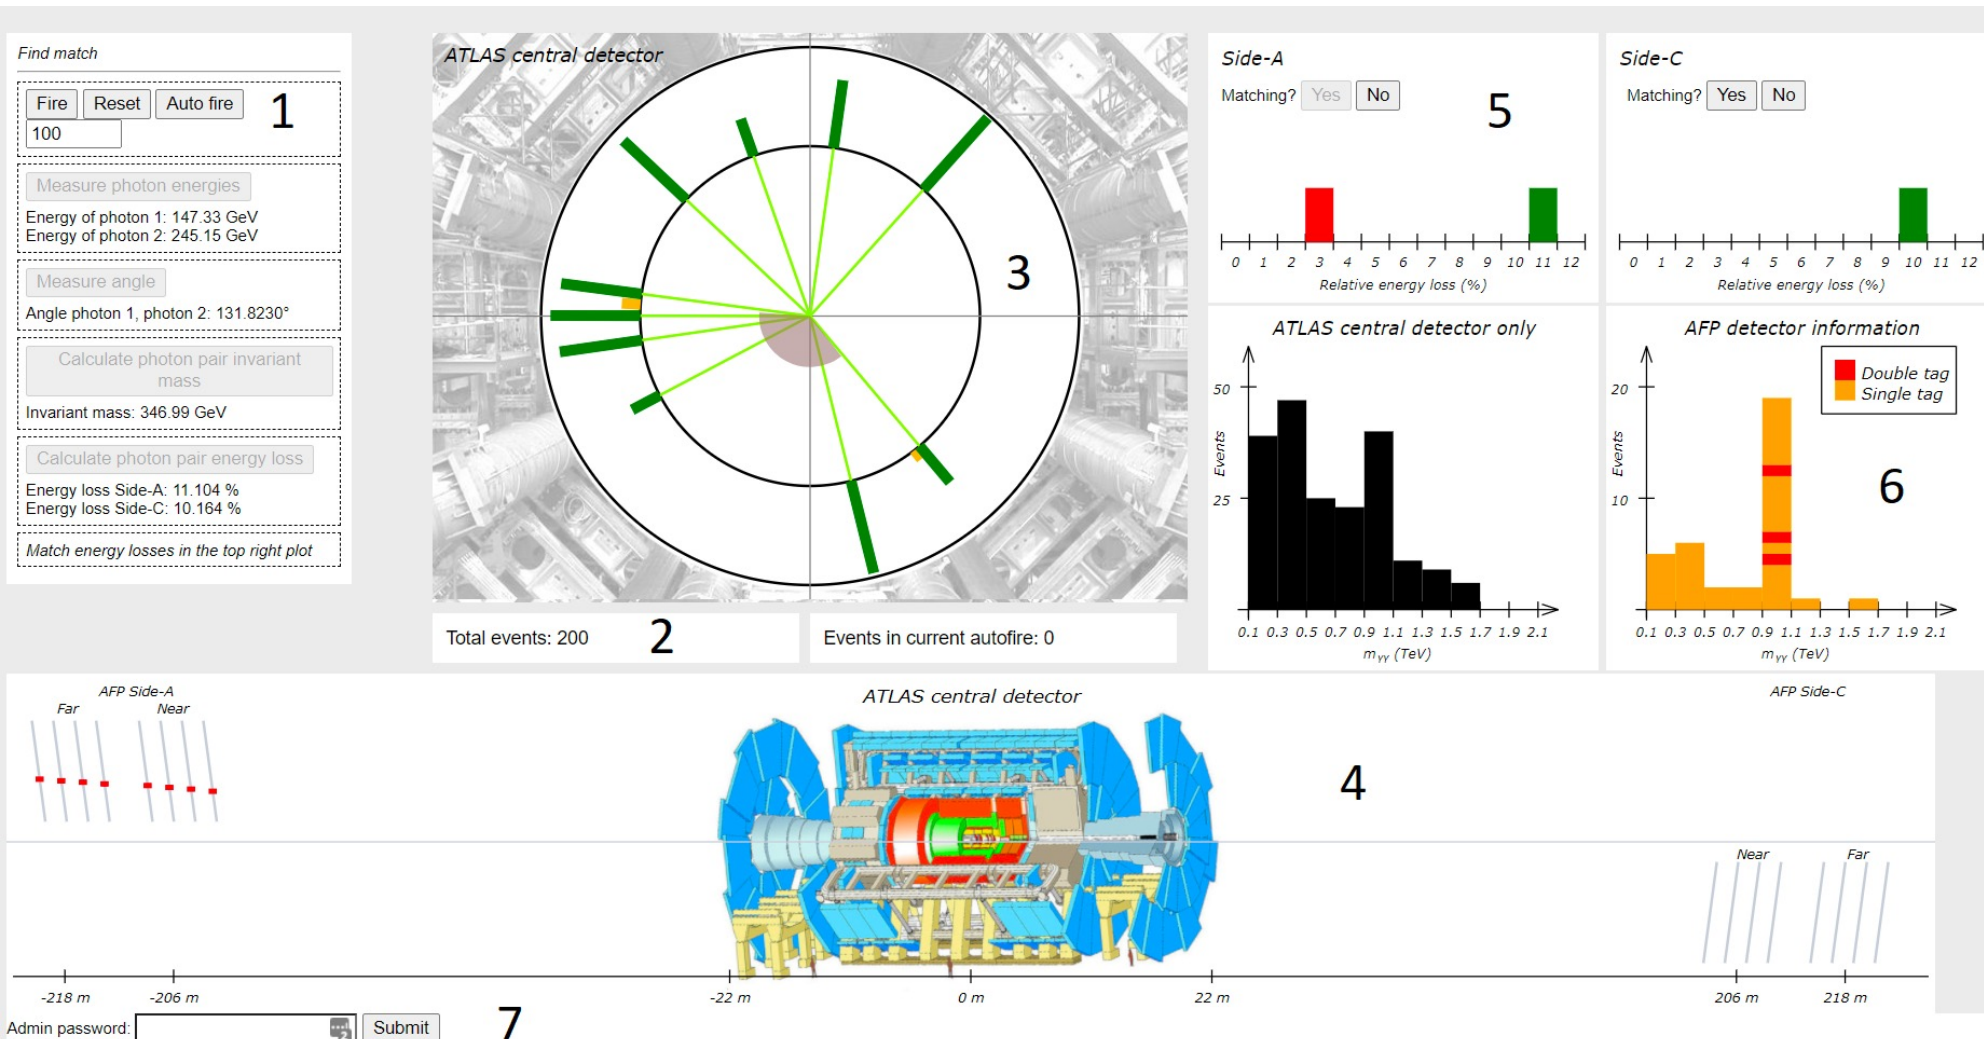 Find match
Fire Reset Auto fire
100
1
Measure photon energies
Energy of photon 1: 147.33 GeV
Energy of photon 2: 245.15 GeV
Measure angle
Angle photon 1, photon 2: 131.8230°
Calculate photon pair invariant
mass
Invariant mass: 346.99 GeV
Calculate photon pair energy loss
Energy loss Side-A: 11.104 %
Energy loss Side-C: 10.164 %
Match energy losses in the top right plot
ATLAS central detector
3
Total events: 200
2
Events in current autofire: 0
Side-A
Matching? Yes No
5
0 1 2 3 4 5 6 7 8 9 10 11 12
Relative energy loss (%)
Side-C
Matching? Yes No
0 1 2 3 4 5 6 7 8 9 10 11 12
Relative energy loss (%)
ATLAS central detector only
50
25
Events
0.1 0.3 0.5 0.7 0.9 1.1 1.3 1.5 1.7 1.9 2.1
mγγ (TeV)
AFP detector information
Double tag
Single tag
20
10
Events
6
0.1 0.3 0.5 0.7 0.9 1.1 1.3 1.5 1.7 1.9 2.1
mγγ (TeV)
AFP Side-A
Far Near
ATLAS central detector
AFP Side-C
4
Near Far
-218 m -206 m -22 m 0 m 22 m 206 m 218 m
Admin password: Submit
7